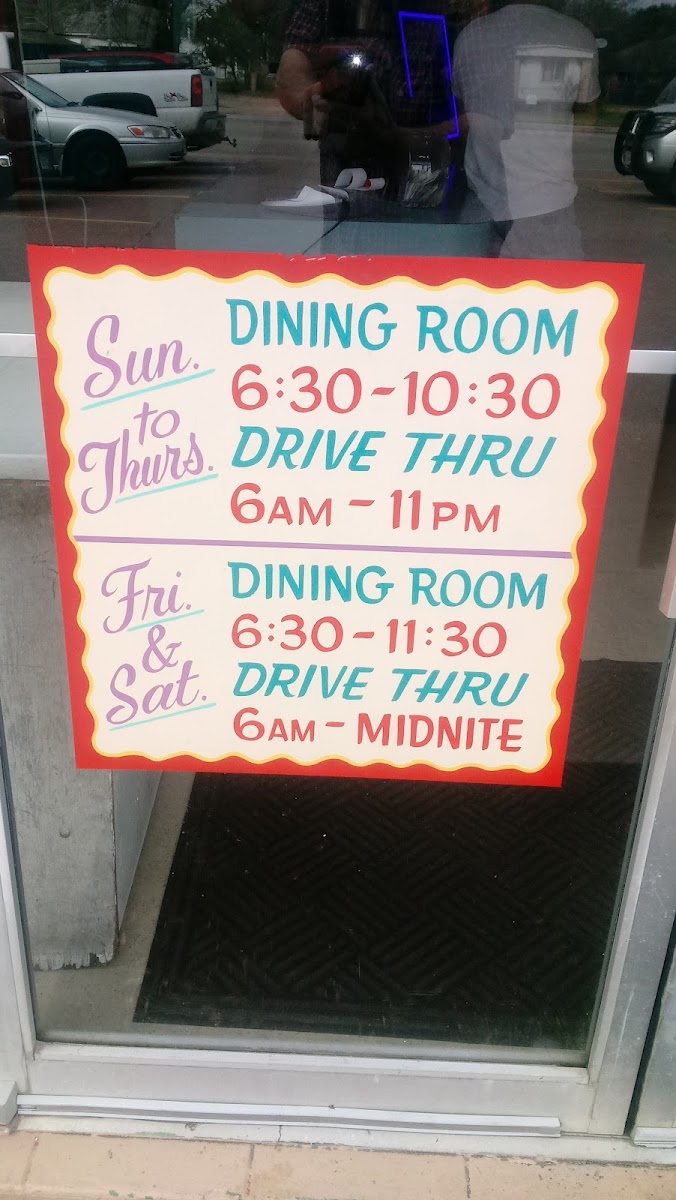 Sun.
to
Thurs.
DINING ROOM
6:30-10:30
DRIVE THRU
6AM - 11PM
Fri.
&
Sat.
DINING ROOM
6:30-11:30
DRIVE THRU
6AM - MIDNITE